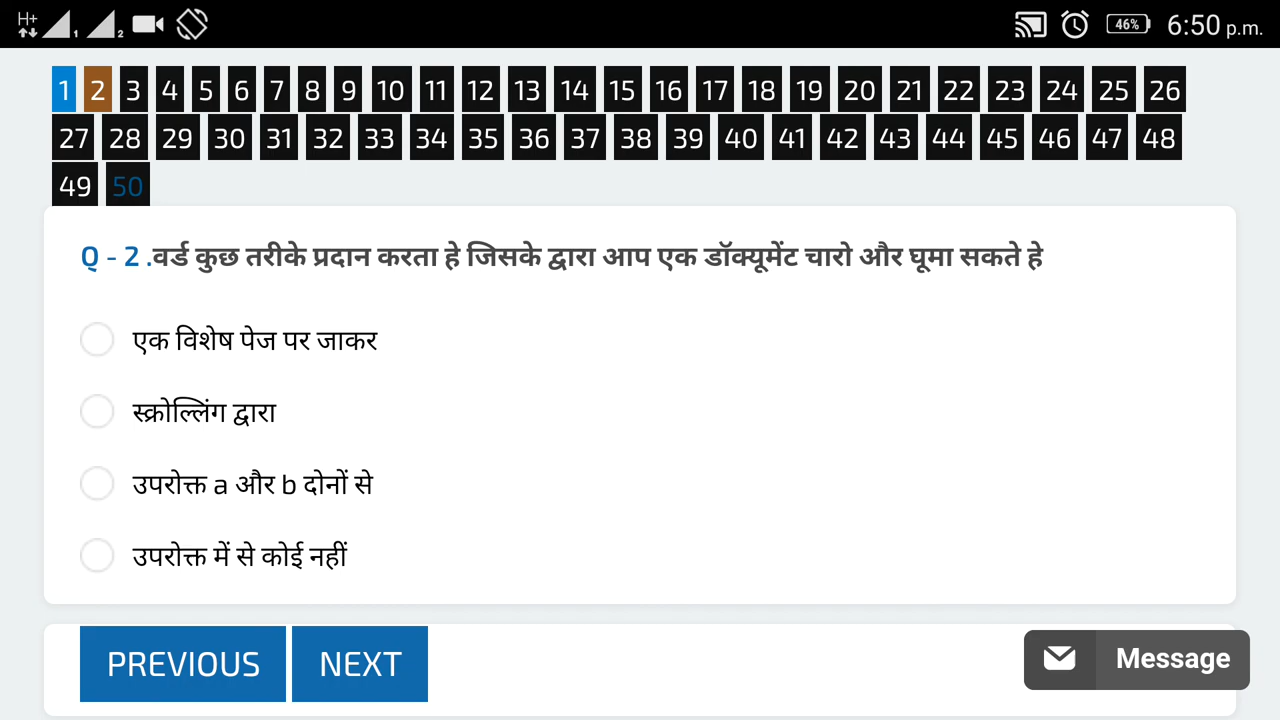 H+ 1 2 46% 6:50 p.m.
1 2 3 4 5 6 7 8 9 10 11 12 13 14 15 16 17 18 19 20 21 22 23 24 25 26
27 28 29 30 31 32 33 34 35 36 37 38 39 40 41 42 43 44 45 46 47 48
49 50
Q - 2 .वर्ड कुछ तरीके प्रदान करता हे जिसके द्वारा आप एक डॉक्यूमेंट चारो और घूमा सकते हे
एक विशेष पेज पर जाकर
स्क्रोल्लिंग द्वारा
उपरोक्त a और b दोनों से
उपरोक्त में से कोई नहीं
PREVIOUS NEXT Message